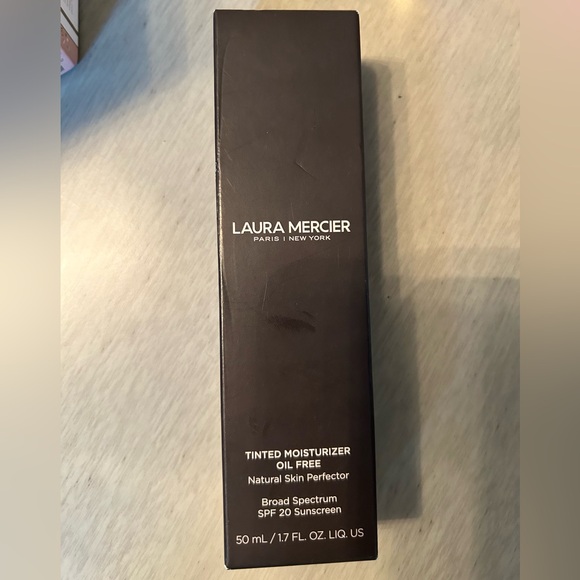 LAURA MERCIER
PARIS | NEW YORK
TINTED MOISTURIZER
OIL FREE
Natural Skin Perfector
Broad Spectrum
SPF 20 Sunscreen
50 mL / 1.7 FL. OZ. LIQ. US